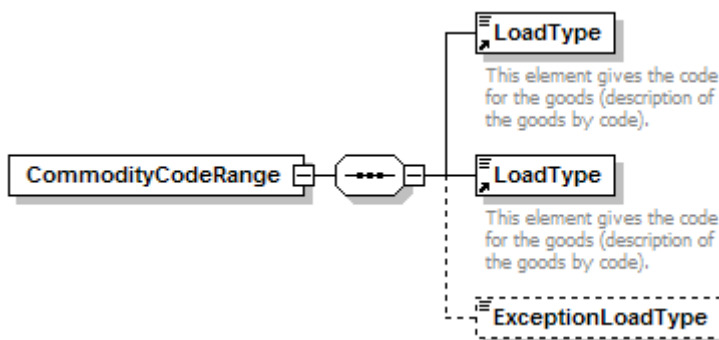 LoadType
This element gives the code
for the goods (description of
the goods by code).
CommodityCodeRange
LoadType
This element gives the code
for the goods (description of
the goods by code).
ExceptionLoadType